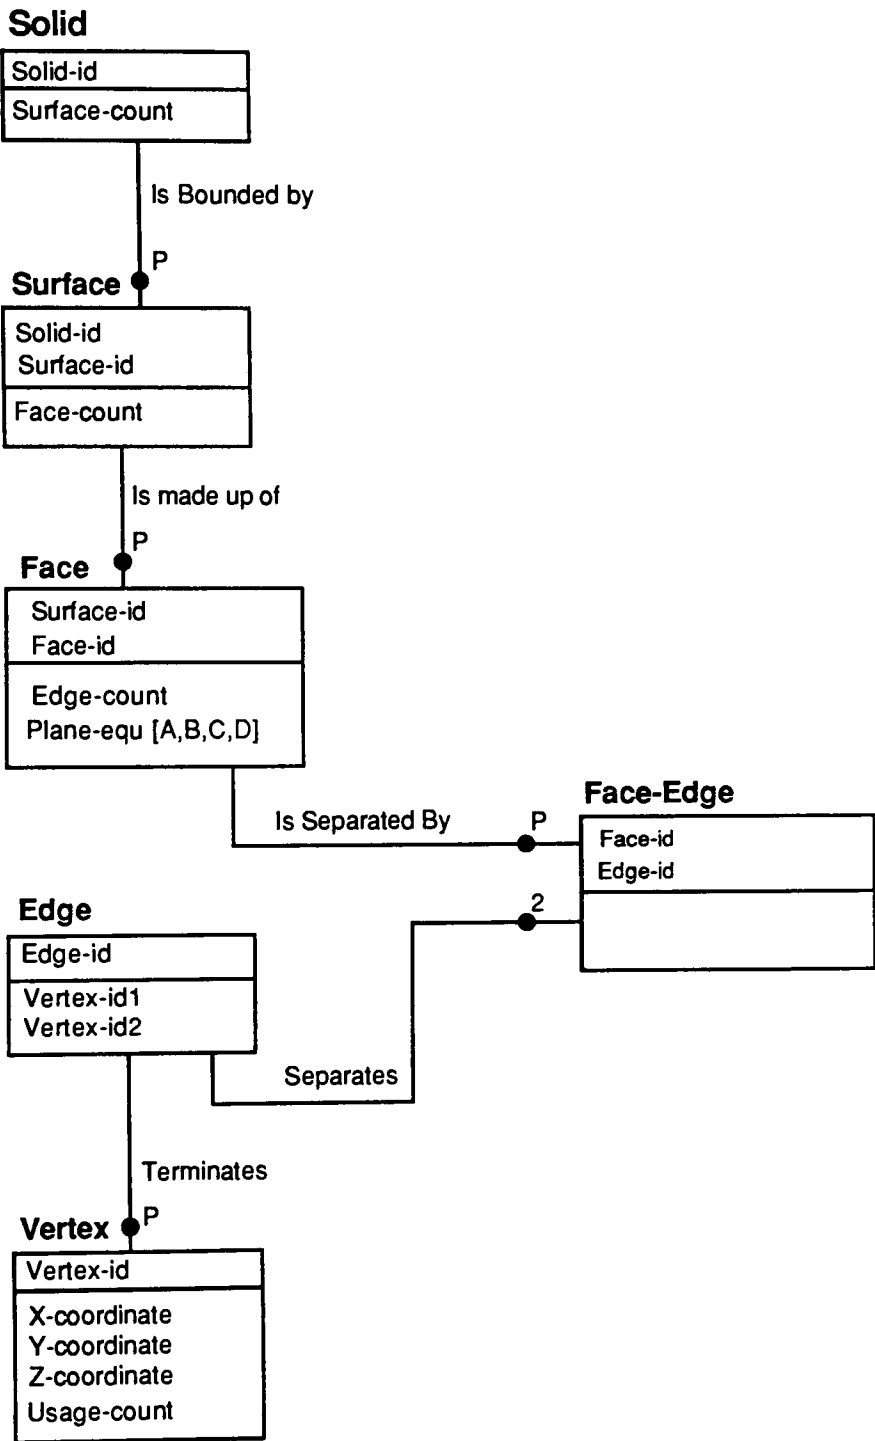 Solid
Solid-id
Surface-count
Is Bounded by
P
Surface
Solid-id
Surface-id
Face-count
Is made up of
P
Face
Surface-id
Face-id
Edge-count
Plane-equ [A,B,C,D]
Is Separated By
P
Face-Edge
Face-id
Edge-id
2
Edge
Edge-id
Vertex-id1
Vertex-id2
Separates
Terminates
P
Vertex
Vertex-id
X-coordinate
Y-coordinate
Z-coordinate
Usage-count